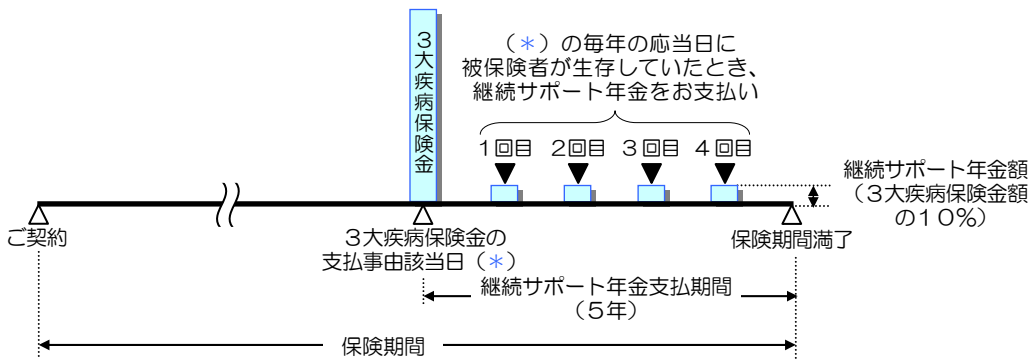 3大疾病保険金
（＊）の毎年の応当日に
被保険者が生存していたとき、
継続サポート年金をお支払い
1回目
2回目
3回目
4回目
継続サポート年金額
（3大疾病保険金額
の10%）
ご契約
3大疾病保険金の
支払事由該当日（＊）
保険期間満了
継続サポート年金支払期間
（5年）
保険期間